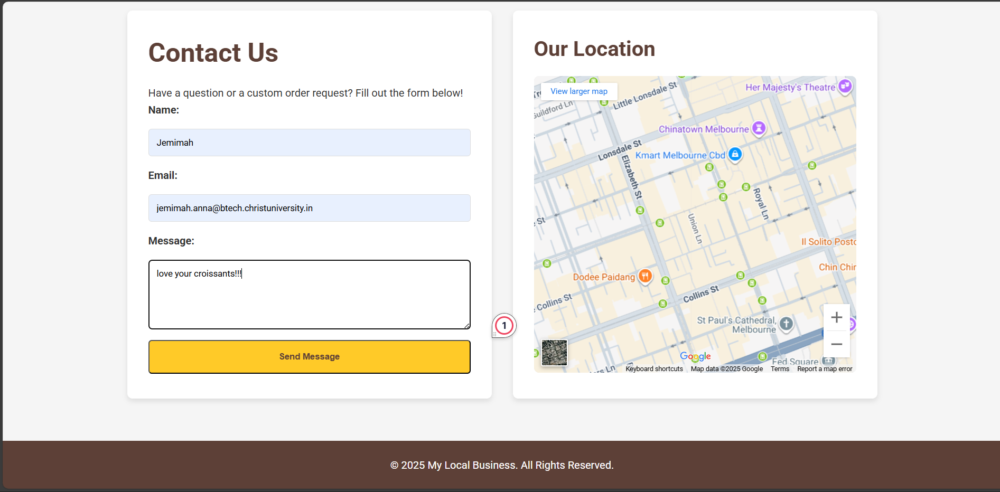 Contact Us
Have a question or a custom order request? Fill out the form below!
Name:
Jemimah
Email:
jemimah.anna@btech.christuniversity.in
Message:
love your croissants!!!
Send Message
1
Our Location
View larger map
Her Majesty's Theatre
Little Lonsdale St
Guildford Ln
Chinatown Melbourne
Lonsdale St
Kmart Melbourne Cbd
Elizabeth St
Royal Ln
St
Union Ln
Il Solito Posto
Chin Chin
Dodee Paidang
Collins St
Collins St
St Paul's Cathedral,
Melbourne
Google
Fed Square
Keyboard shortcuts
Map data ©2025 Google
Terms
Report a map error
© 2025 My Local Business. All Rights Reserved.